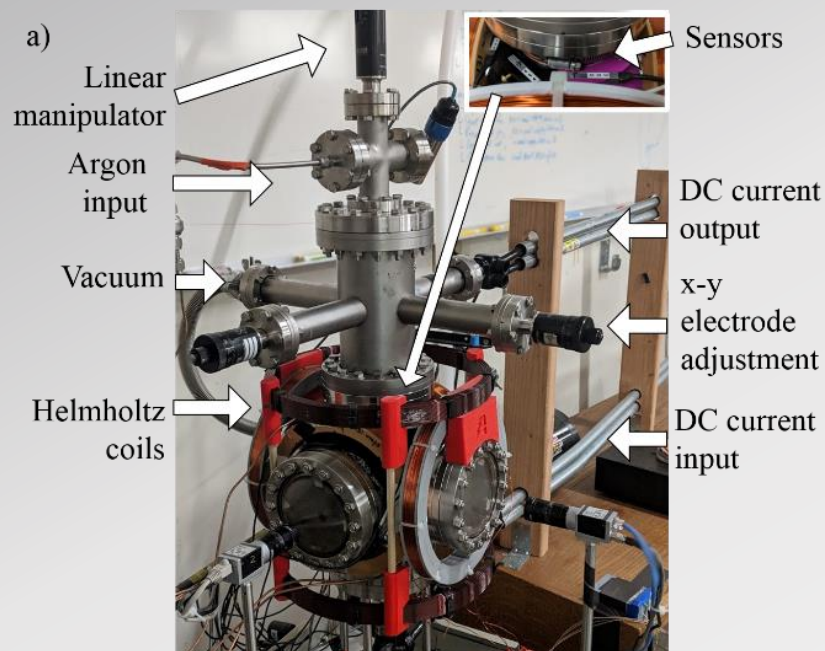 a)
Linear
manipulator
Argon
input
Vacuum
Helmholtz
coils
Sensors
DC current
output
x-y
electrode
adjustment
DC current
input